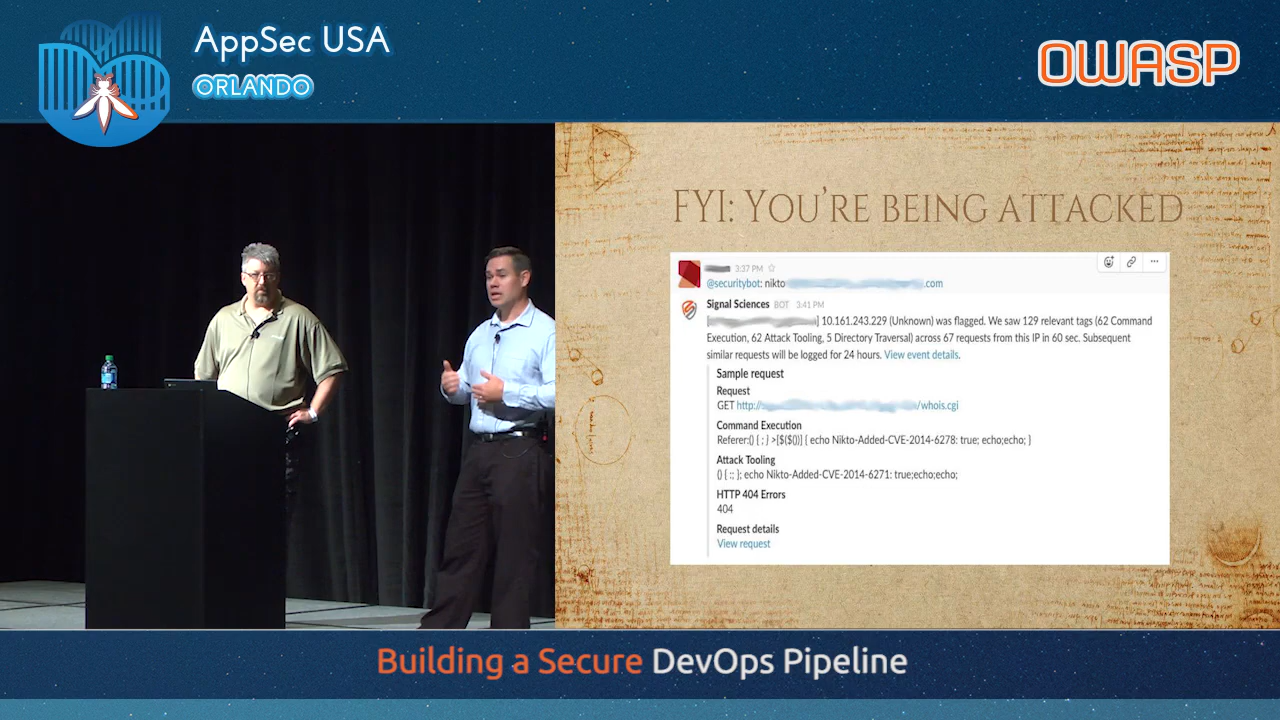 AppSec USA
ORLANDO
OWASP
FYI: YOU'RE BEING ATTACKED
3:37 PM
@securitybot: nikto .com
Signal Sciences BOT 3:41 PM
[ ] 10.161.243.229 (Unknown) was flagged. We saw 129 relevant tags (62 Command
Execution, 62 Attack Tooling, 5 Directory Traversal) across 67 requests from this IP in 60 sec. Subsequent
similar requests will be logged for 24 hours. View event details.
Sample request
Request
GET http:// /whois.cgi
Command Execution
Referer:() { ; } >[$($())] { echo Nikto-Added-CVE-2014-6278: true; echo;echo; }
Attack Tooling
() { :; }; echo Nikto-Added-CVE-2014-6271: true;echo;echo;
HTTP 404 Errors
404
Request details
View request
Building a Secure DevOps Pipeline